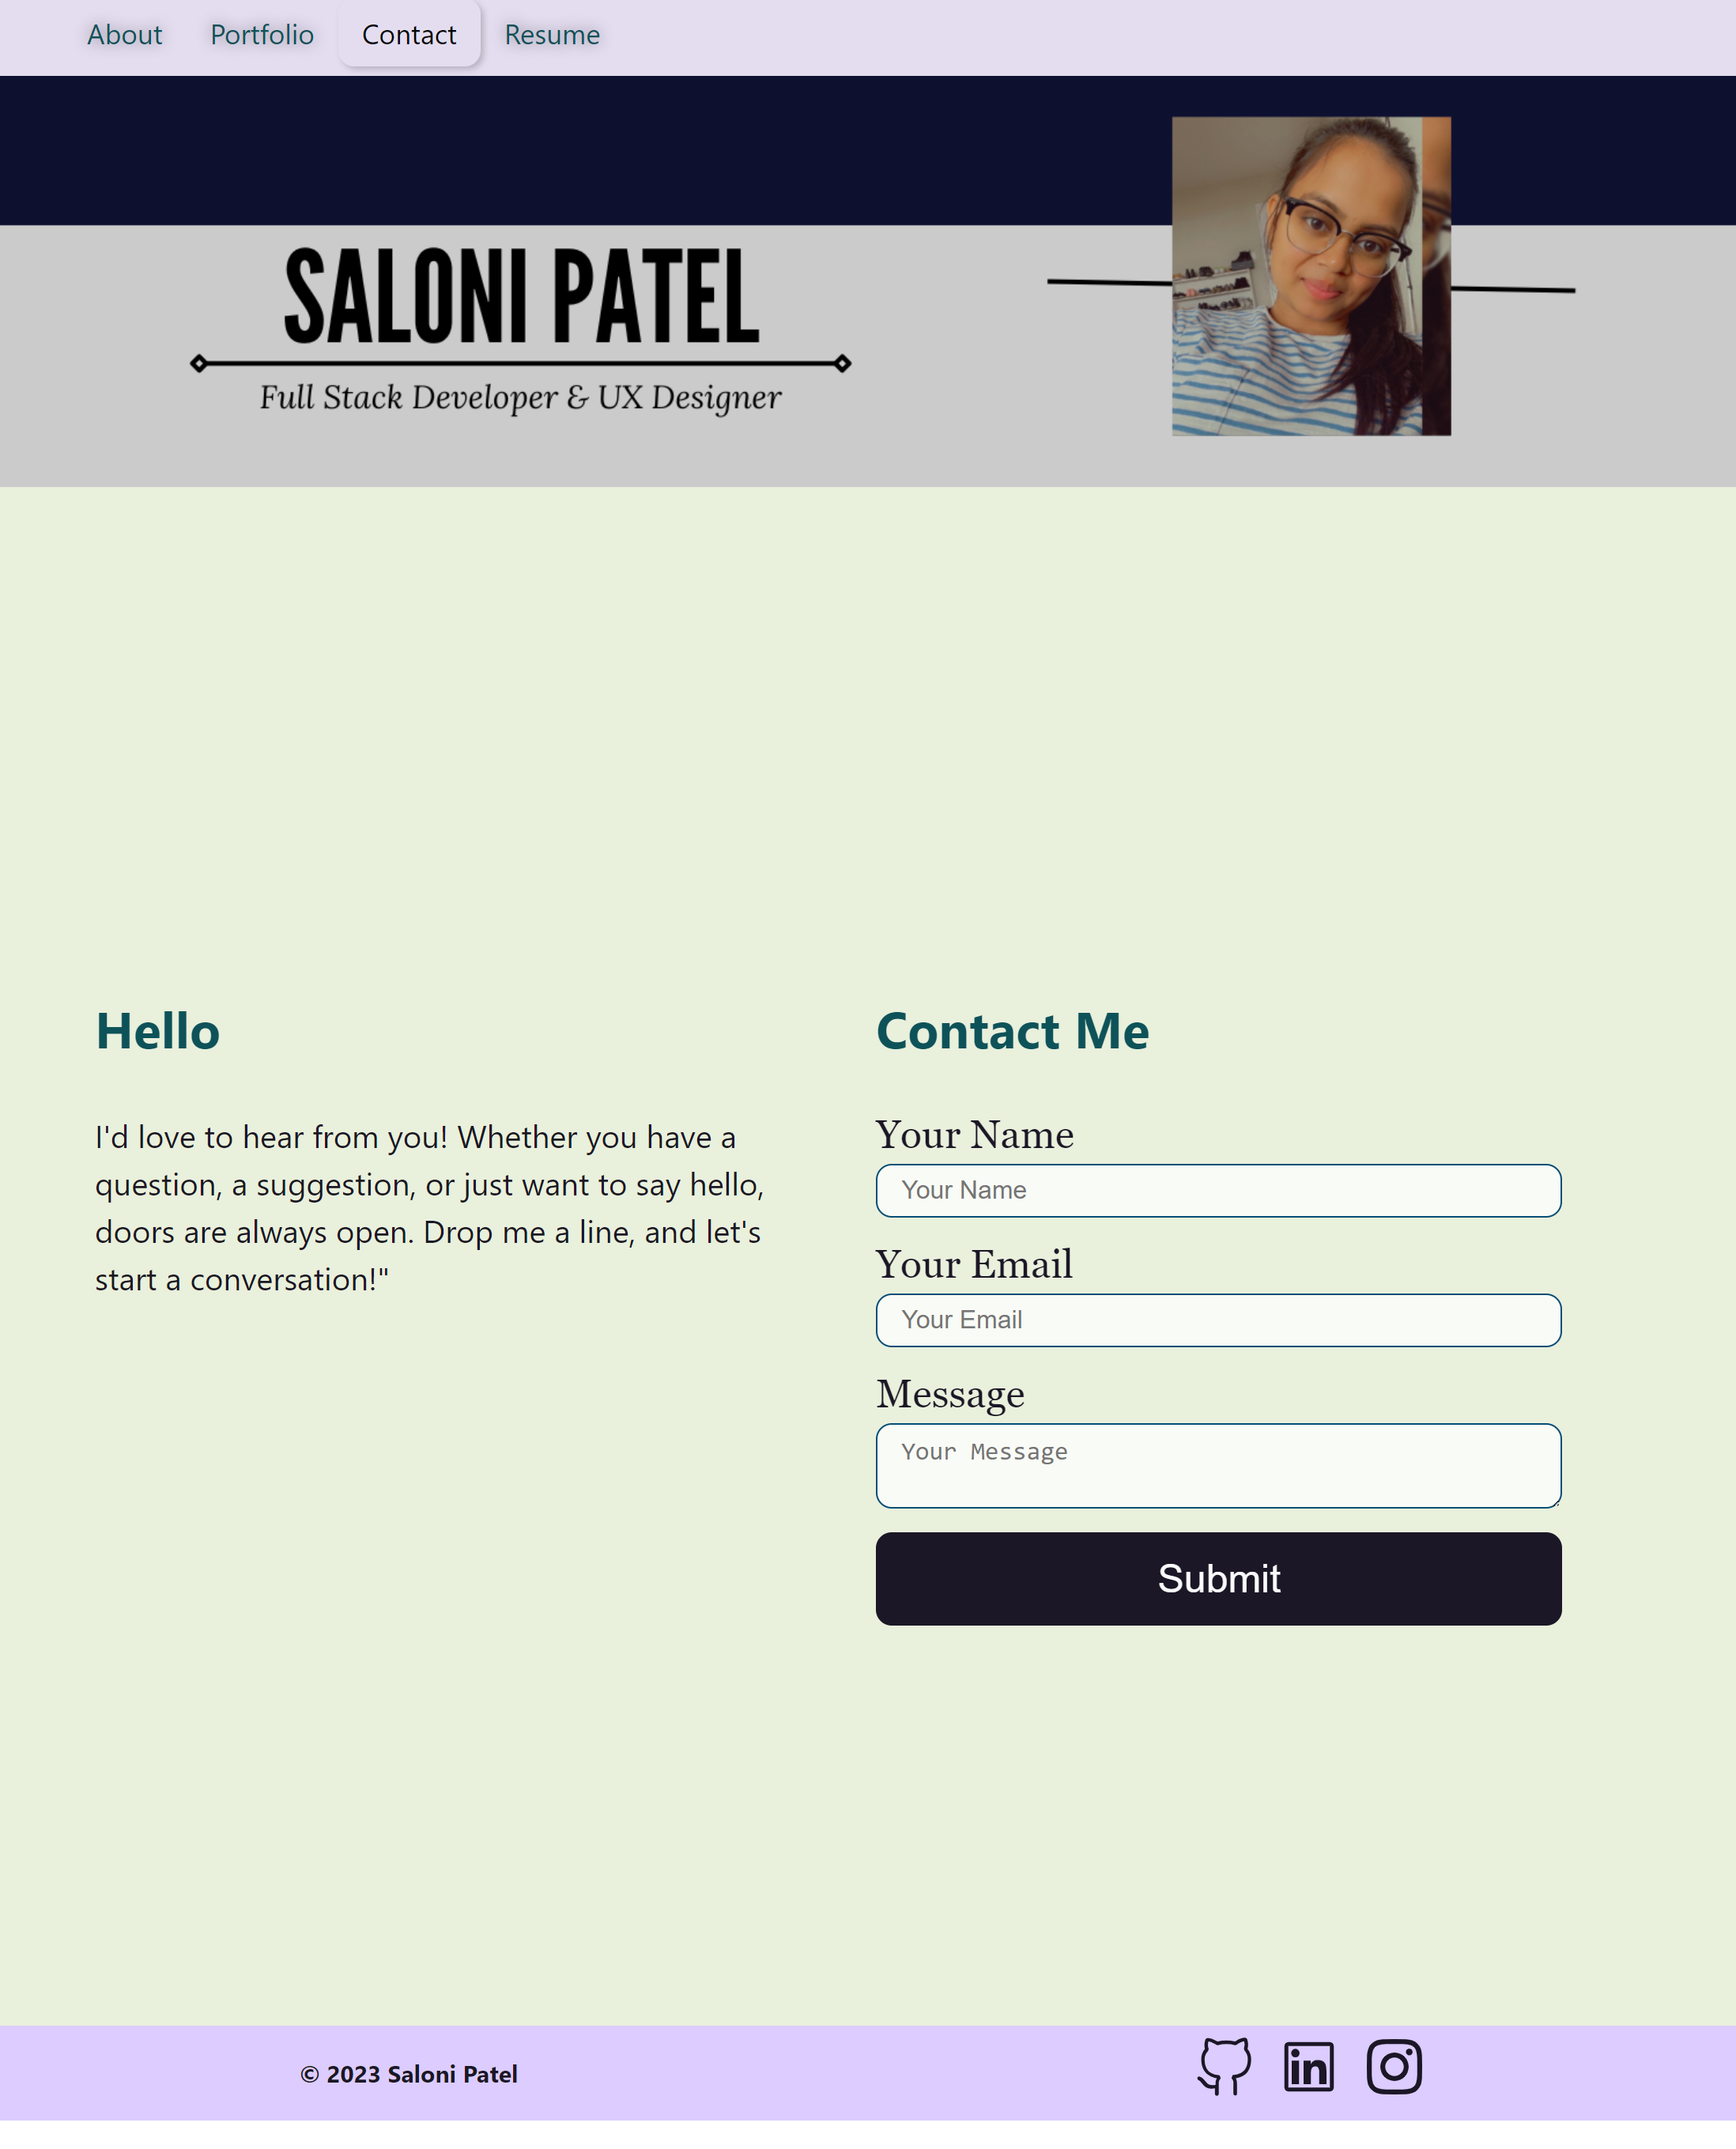 About Portfolio Contact Resume
SALONI PATEL
Full Stack Developer & UX Designer
Hello
I'd love to hear from you! Whether you have a
question, a suggestion, or just want to say hello,
doors are always open. Drop me a line, and let's
start a conversation!"
Contact Me
Your Name
Your Name
Your Email
Your Email
Message
Your Message
Submit
© 2023 Saloni Patel
in